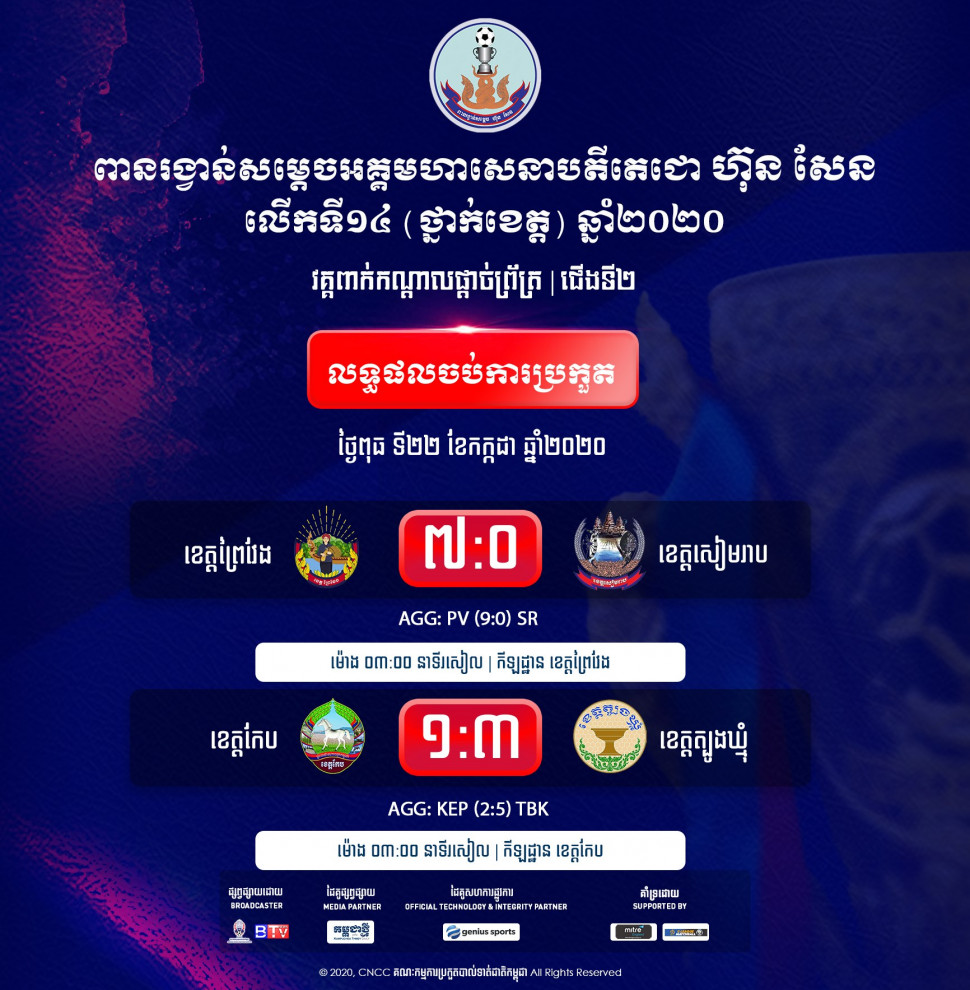 ពានរង្វាន់សម្តេចអគ្គមហាសេនាបតីតេជោ ហ៊ុន សែន
លើកទី១៤ (ថ្នាក់ខេត្ត) ឆ្នាំ២០២០
វគ្គពាក់កណ្តាលផ្តាច់ព្រ័ត្រ | ជើងទី២
លទ្ធផលចប់ការប្រកួត
ថ្ងៃពុធ ទី២២ ខែកក្កដា ឆ្នាំ២០២០
ខេត្តព្រៃវែង ៧:០ ខេត្តសៀមរាប
AGG: PV (9:0) SR
ម៉ោង ០៣:០០ នាទីរសៀល | កីឡដ្ឋាន ខេត្តព្រៃវែង
ខេត្តកែប ១:៣ ខេត្តត្បូងឃ្មុំ
ខេត្តកែប
AGG: KEP (2:5) TBK
ម៉ោង ០៣:០០ នាទីរសៀល | កីឡដ្ឋាន ខេត្តកែប
ផ្សព្វផ្សាយដោយ ដៃគូផ្សព្វផ្សាយ ដៃគូសហការផ្លូវការ គាំទ្រដោយ
BROADCASTER MEDIA PARTNER OFFICIAL TECHNOLOGY & INTEGRITY PARTNER SUPPORTED BY
BTV កម្ពុជាថ្មី genius sports mitre
© 2020, CNCC គណៈកម្មការប្រកួតបាល់ទាត់ជាតិកម្ពុជា All Rights Reserved